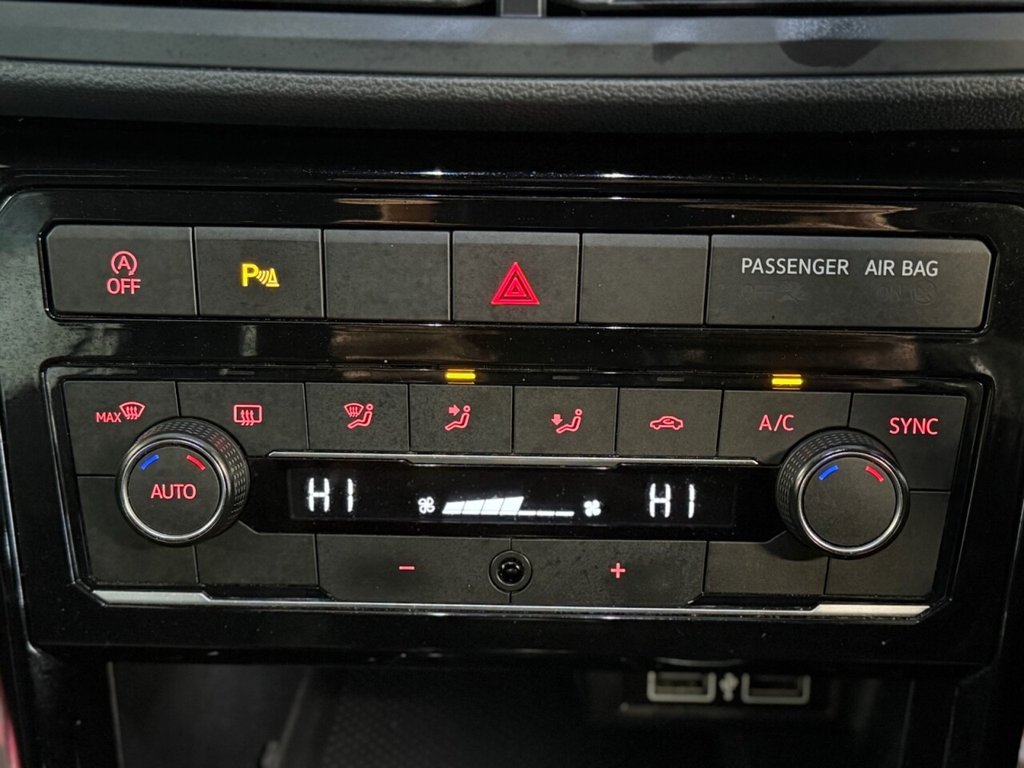 A
OFF
P
PASSENGER AIR BAG
MAX
A/C
SYNC
AUTO
HI
HI
- +